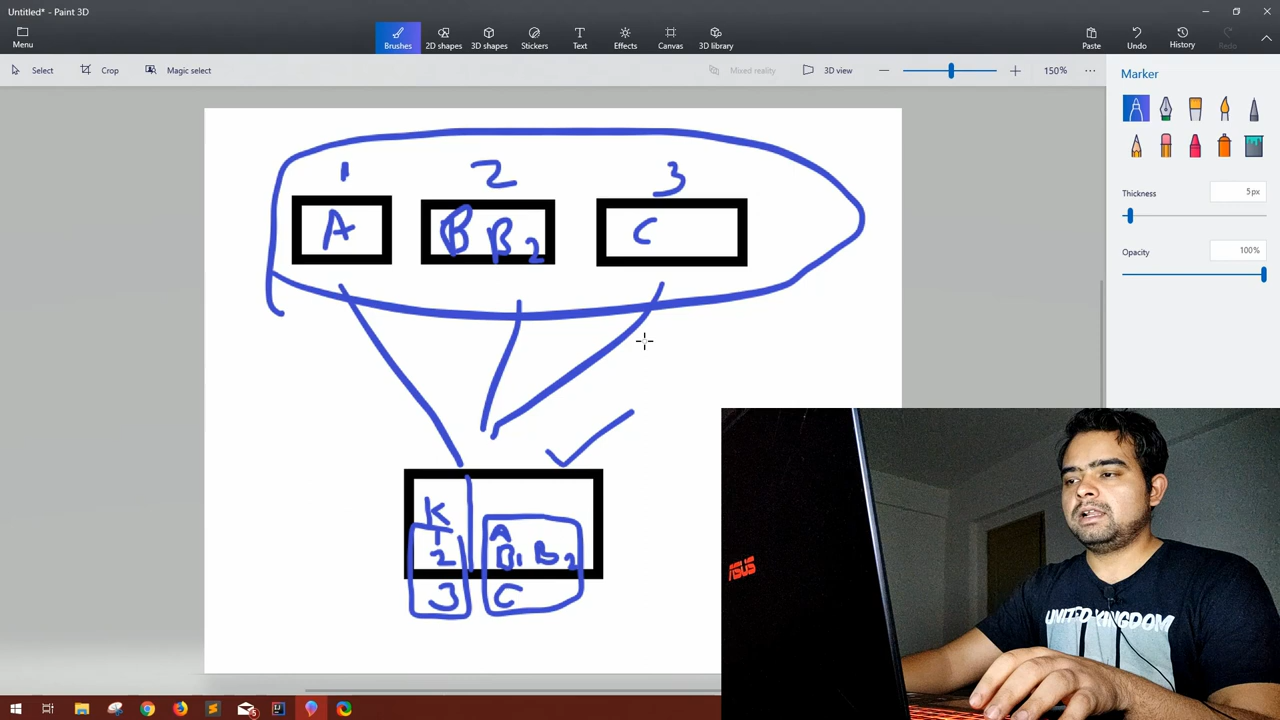 Untitled* - Paint 3D
Menu
Brushes
2D shapes
3D shapes
Stickers
Text
Effects
Canvas
3D library
Paste
Undo
History
Redo
Select
Crop
Magic select
Mixed reality
3D view
150%
Marker
Thickness
5px
Opacity
100%
1 2 3
A
B B2
C
K
1 A
2 B1 B2
3 C
ASUS
UNITED KINGDOM
5